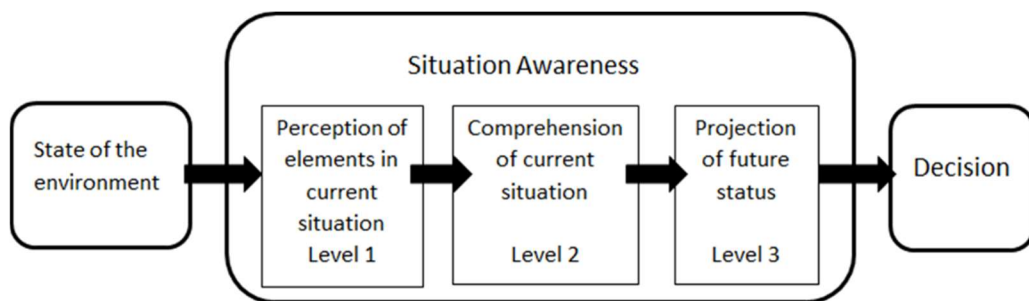 Situation Awareness
State of the
environment
Perception of
elements in
current
situation
Level 1
Comprehension
of current
situation
Level 2
Projection
of future
status
Level 3
Decision